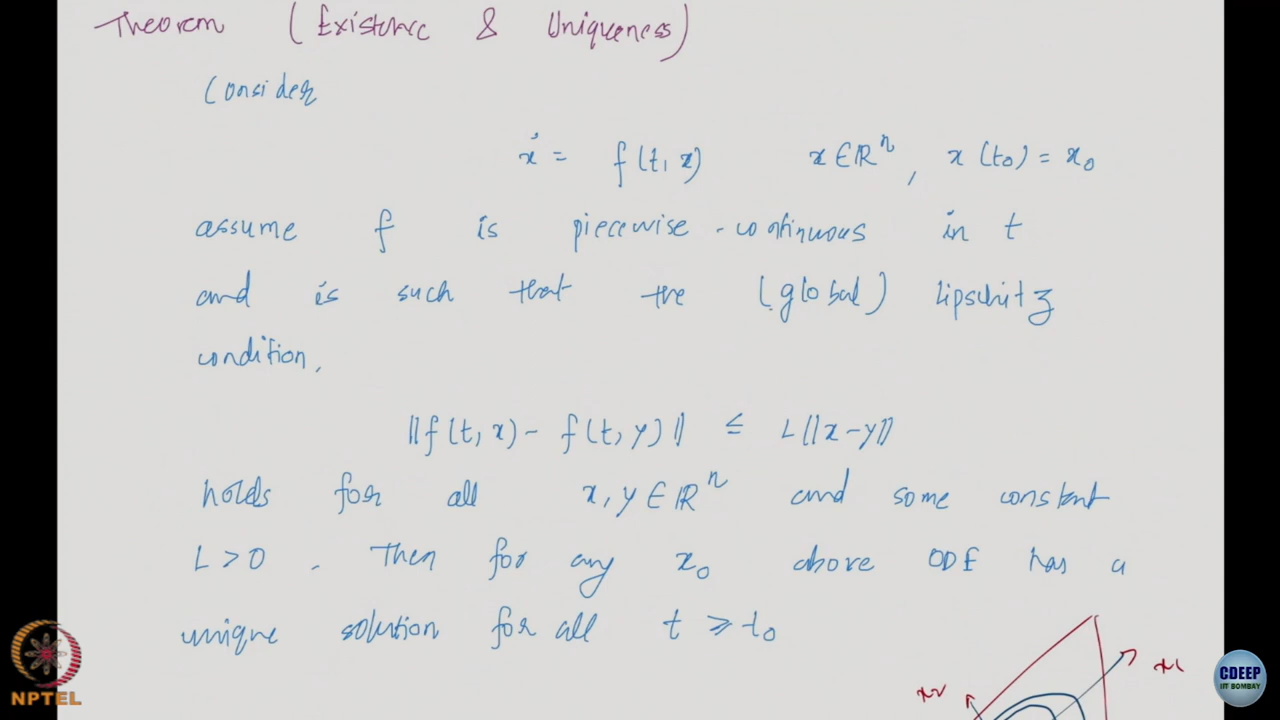 Theorem (Existence & Uniqueness)
Consider
ẋ = f(t, x) x ∈ ℝⁿ, x(t₀) = x₀
assume f is piecewise-continuous in t
and is such that the (global) lipschitz
condition,
||f(t, x) - f(t, y)|| ≤ L||x-y||
holds for all x, y ∈ ℝⁿ and some constant
L > 0. Then for any x₀ above ODE has a
unique solution for all t ≥ t₀
NPTEL
CDEEP
IIT BOMBAY